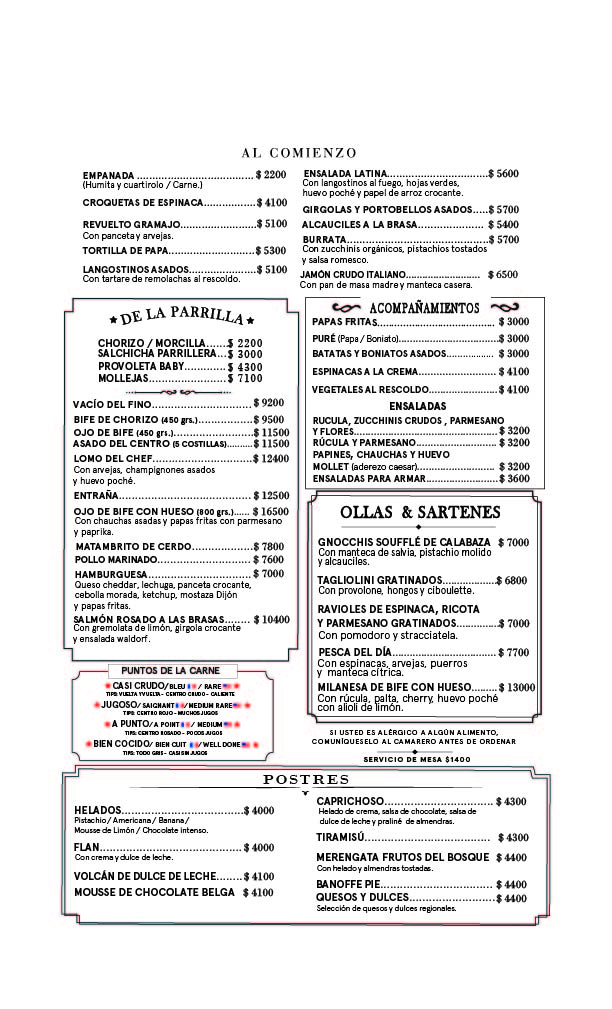 AL COMIENZO
EMPANADA ....................................$ 2200
(Humita y cuartirolo / Carne.)
CROQUETAS DE ESPINACA................$ 4100
REVUELTO GRAMAJO........................$ 5100
Con panceta y arvejas.
TORTILLA DE PAPA...........................$ 5300
LANGOSTINOS ASADOS.....................$ 5100
Con tartare de remolachas al rescoldo.
ENSALADA LATINA...............................$ 5600
Con langostinos al fuego, hojas verdes,
huevo poché y papel de arroz crocante.
GIRGOLAS Y PORTOBELLOS ASADOS.....$ 5700
ALCAUCILES A LA BRASA.................... $ 5400
BURRATA............................................$ 5700
Con zucchinis orgánicos, pistachios tostados
y salsa romesco.
JAMÓN CRUDO ITALIANO....................... $ 6500
Con pan de masa madre y manteca casera.
DE LA PARRILLA
CHORIZO / MORCILLA......$ 2200
SALCHICHA PARRILLERA...$ 3000
PROVOLETA BABY............$ 4300
MOLLEJAS.......................$ 7100
VACÍO DEL FINO...............................$ 9200
BIFE DE CHORIZO (450 grs.)................$ 9500
OJO DE BIFE (450 grs.).......................$ 11500
ASADO DEL CENTRO (5 COSTILLAS).........$ 11500
LOMO DEL CHEF...............................$ 12400
Con arvejas, champignones asados
y huevo poché.
ENTRAÑA........................................$ 12500
OJO DE BIFE CON HUESO (800 grs.)..... $ 16500
Con chauchas asadas y papas fritas con parmesano
y paprika.
MATAMBRITO DE CERDO...................$ 7800
POLLO MARINADO............................$ 7600
HAMBURGUESA...............................$ 7000
Queso cheddar, lechuga, panceta crocante,
cebolla morada, ketchup, mostaza Dijón
y papas fritas.
SALMÓN ROSADO A LAS BRASAS........ $ 10400
Con gremolata de limón, girgola crocante
y ensalada waldorf.
ACOMPAÑAMIENTOS
PAPAS FRITAS.......................................... $ 3000
PURÉ (Papa / Boniato)...............................$ 3000
BATATAS Y BONIATOS ASADOS................. $ 3000
ESPINACAS A LA CREMA..........................$ 4100
VEGETALES AL RESCOLDO.......................$ 4100
ENSALADAS
RUCULA, ZUCCHINIS CRUDOS , PARMESANO
Y FLORES................................................$ 3200
RÚCULA Y PARMESANO...........................$ 3200
PAPINES, CHAUCHAS Y HUEVO
MOLLET (aderezo caesar)..........................$ 3200
ENSALADAS PARA ARMAR........................$ 3600
OLLAS & SARTENES
GNOCCHIS SOUFFLÉ DE CALABAZA $ 7000
Con manteca de salvia, pistachio molido
y alcauciles.
TAGLIOLINI GRATINADOS................$ 6800
Con provolone, hongos y ciboulette.
RAVIOLES DE ESPINACA, RICOTA
Y PARMESANO GRATINADOS.............$ 7000
Con pomodoro y stracciatela.
PESCA DEL DÍA................................$ 7700
Con espinacas, arvejas, puerros
y manteca cítrica.
MILANESA DE BIFE CON HUESO.......$ 13000
Con rúcula, palta, cherry, huevo poché
con alioli de limón.
PUNTOS DE LA CARNE
CASI CRUDO/BLEU / RARE
TIPS: VUELTA Y VUELTA - CENTRO CRUDO - CALIENTE
JUGOSO/ SAIGNANT /MEDIUM RARE
TIPS: CENTRO ROJO - MUCHOS JUGOS
A PUNTO/ A POINT / MEDIUM
TIPS: CENTRO ROSADO - POCOS JUGOS
BIEN COCIDO/ BIEN CUIT / WELL DONE
TIPS: TODO GRIS - CASI SIN JUGOS
SI USTED ES ALÉRGICO A ALGÚN ALIMENTO,
COMUNÍQUESELO AL CAMARERO ANTES DE ORDENAR
SERVICIO DE MESA $1400
POSTRES
HELADOS.......................................$ 4000
Pistachio / Americana / Banana /
Mousse de Limón / Chocolate intenso.
FLAN..............................................$ 4000
Con crema y dulce de leche.
VOLCÁN DE DULCE DE LECHE........$ 4100
MOUSSE DE CHOCOLATE BELGA $ 4100
CAPRICHOSO.................................... $ 4300
Helado de crema, salsa de chocolate, salsa de
dulce de leche y praliné de almendras.
TIRAMISÚ......................................... $ 4300
MERENGATA FRUTOS DEL BOSQUE $ 4400
Con helado y almendras tostadas.
BANOFFE PIE....................................$ 4400
QUESOS Y DULCES............................$ 4400
Selección de quesos y dulces regionales.